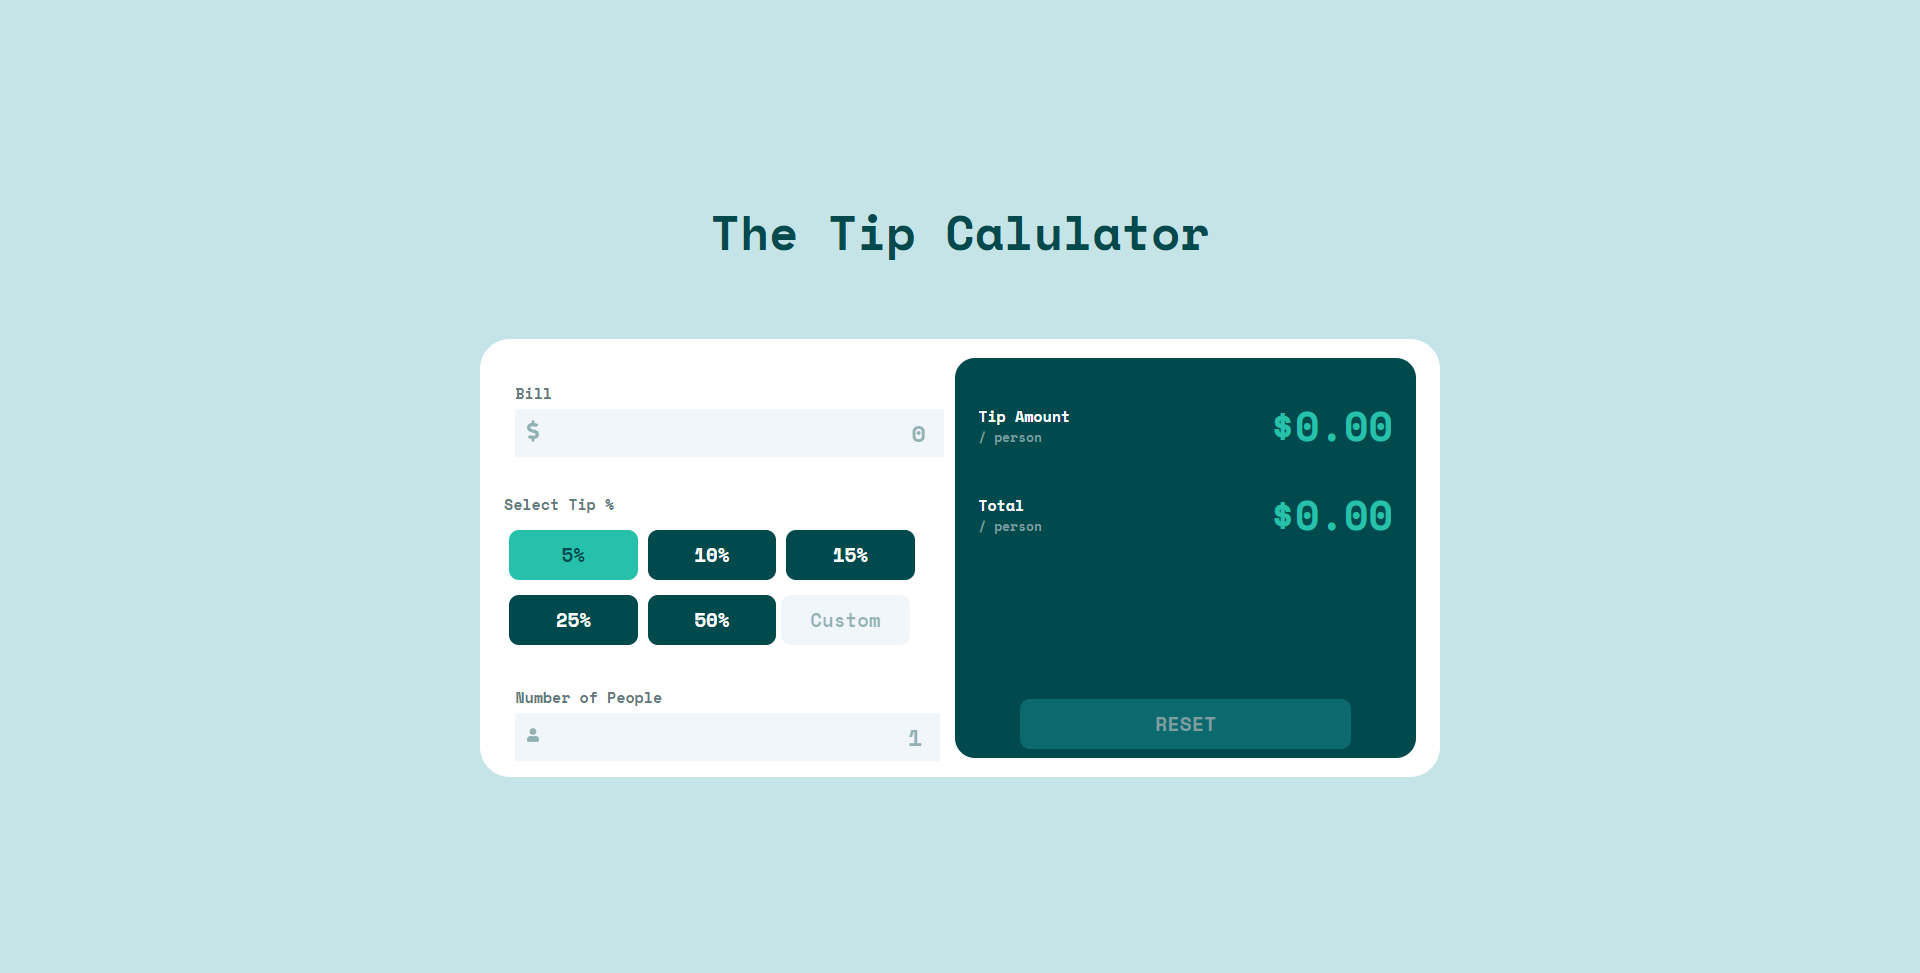 The Tip Calulator
Bill
$ 0
Select Tip %
5% 10% 15%
25% 50% Custom
Number of People
1
Tip Amount
/ person
$0.00
Total
/ person
$0.00
RESET